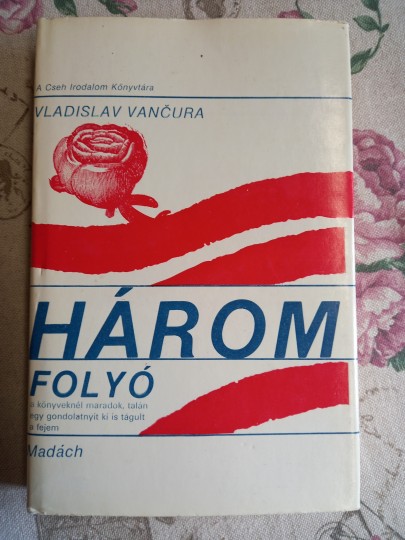 A Cseh Irodalom Könyvtára
VLADISLAV VANČURA
HÁROM
FOLYÓ
a könyveknél maradok, talán
egy gondolatnyit ki is tágult
a fejem
Madách